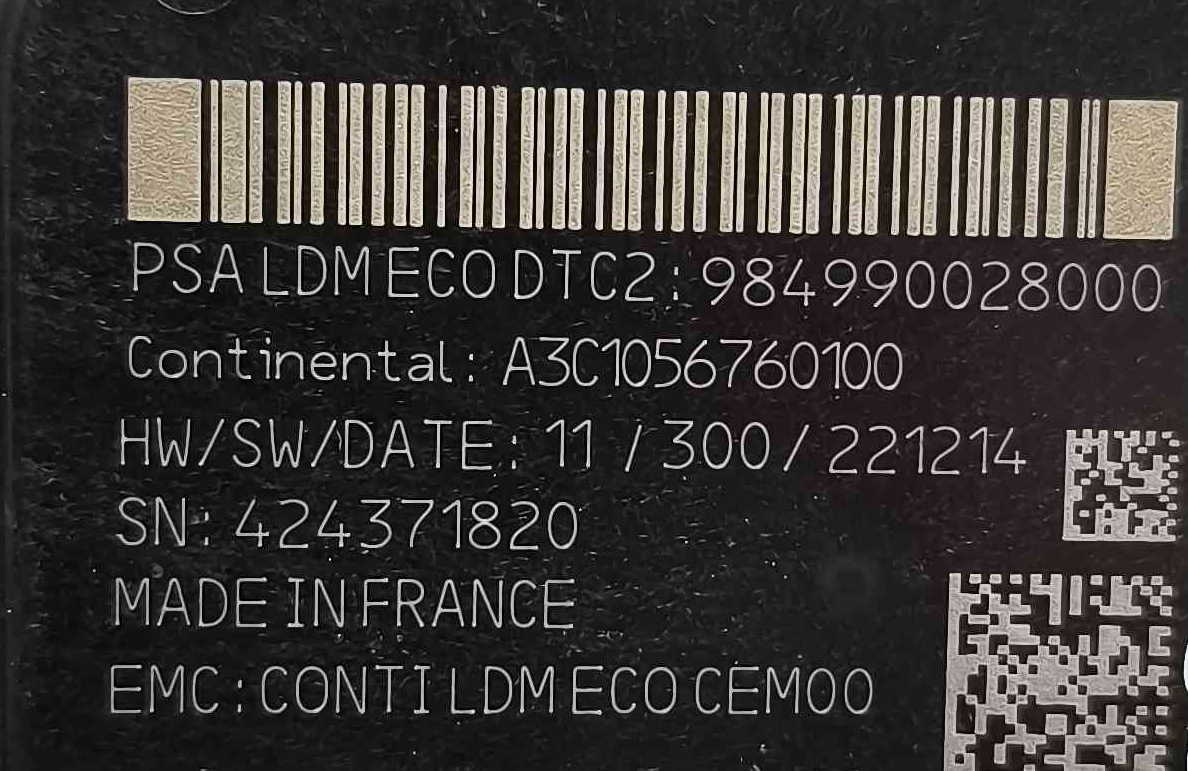 PSA LDM ECO DTC2: 984990028000
Continental: A3C1056760100
HW/SW/DATE: 11 / 300 / 221214
SN: 424371820
MADE IN FRANCE
EMC: CONTI LDM ECO CEM00